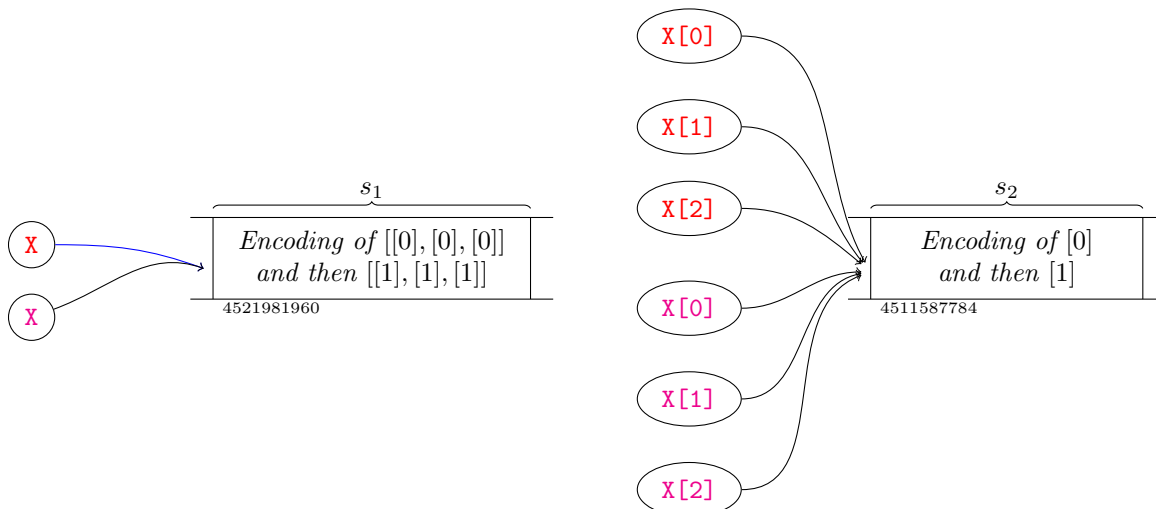 s₁
X
X
Encoding of [[0], [0], [0]]
and then [[1], [1], [1]]
4521981960
X[0]
X[1]
X[2]
X[0]
X[1]
X[2]
s₂
Encoding of [0]
and then [1]
4511587784